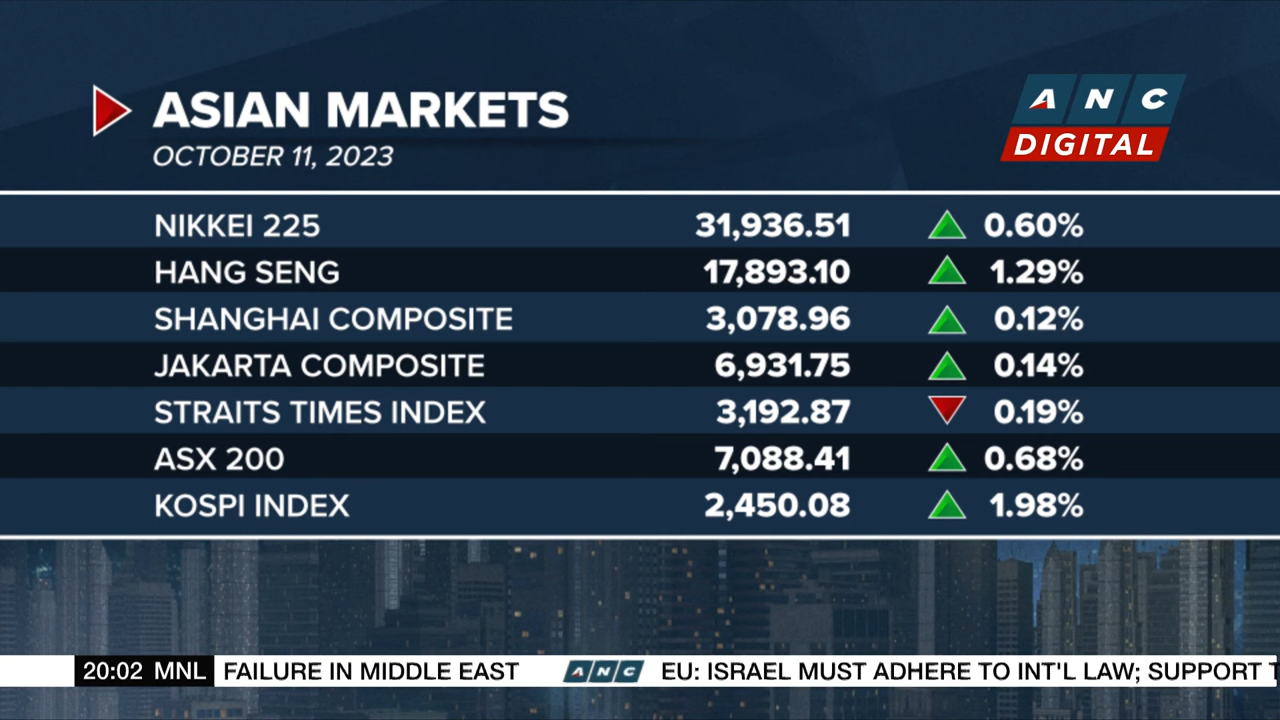 ASIAN MARKETS
OCTOBER 11, 2023
ANC
DIGITAL
NIKKEI 225 31,936.51 0.60%
HANG SENG 17,893.10 1.29%
SHANGHAI COMPOSITE 3,078.96 0.12%
JAKARTA COMPOSITE 6,931.75 0.14%
STRAITS TIMES INDEX 3,192.87 0.19%
ASX 200 7,088.41 0.68%
KOSPI INDEX 2,450.08 1.98%
20:02 MNL FAILURE IN MIDDLE EAST ANC EU: ISRAEL MUST ADHERE TO INT'L LAW; SUPPORT